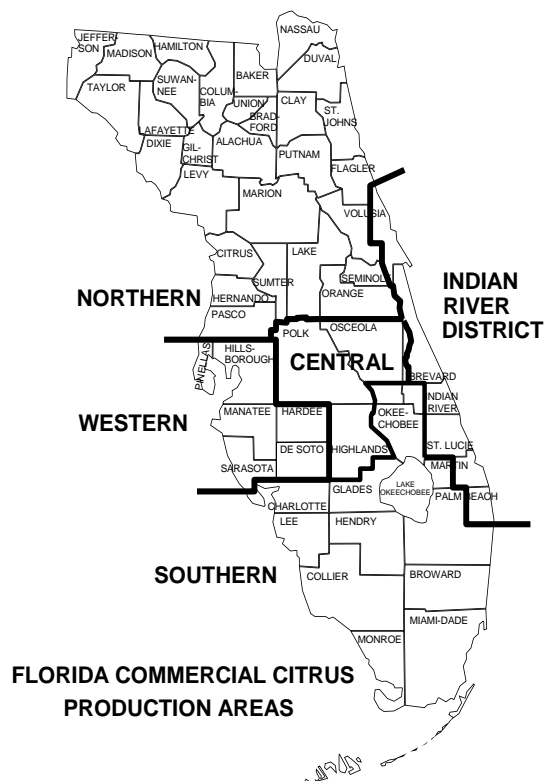 NASSAU
JEFFER-
SON
MADISON
HAMILTON
DUVAL
TAYLOR
SUWAN-
NEE
COLUM-
BIA
BAKER
UNION
BRAD-
FORD
CLAY
ST.
JOHNS
LAFAYETTE
DIXIE
GIL-
CHRIST
ALACHUA
PUTNAM
FLAGLER
LEVY
MARION
VOLUSIA
CITRUS
LAKE
SEMINOLE
SUMTER
ORANGE
HERNANDO
NORTHERN
INDIAN
RIVER
DISTRICT
PASCO
POLK
OSCEOLA
HILLS-
BOROUGH
PINELLAS
CENTRAL
BREVARD
INDIAN
RIVER
WESTERN
MANATEE
HARDEE
OKEE-
CHOBEE
DE SOTO
HIGHLANDS
ST. LUCIE
SARASOTA
MARTIN
LAKE
OKEECHOBEE
GLADES
PALM BEACH
CHARLOTTE
LEE
HENDRY
SOUTHERN
COLLIER
BROWARD
MIAMI-DADE
MONROE
FLORIDA COMMERCIAL CITRUS
PRODUCTION AREAS